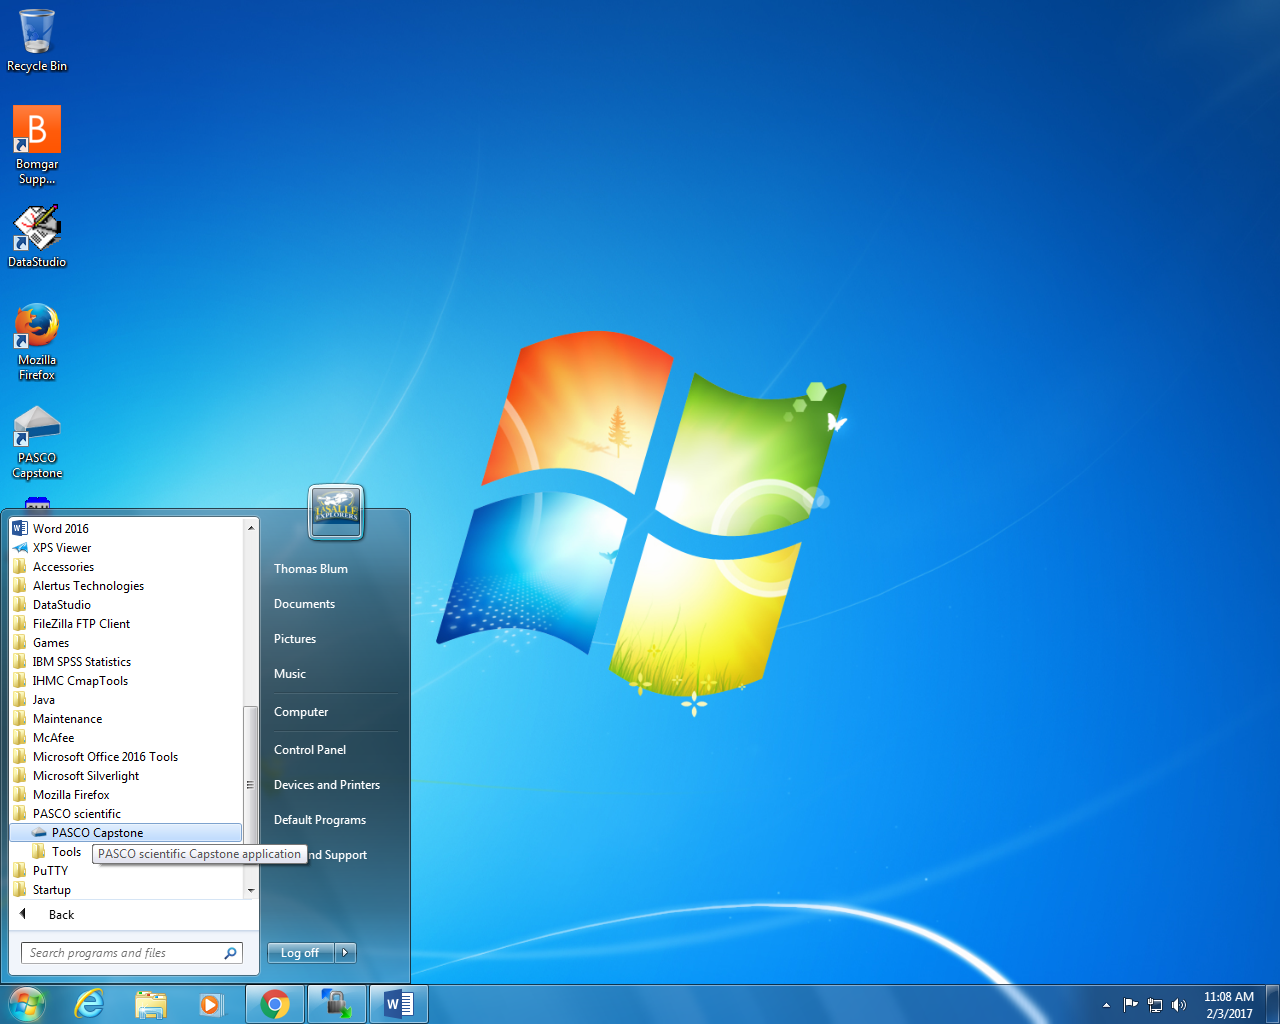 Recycle Bin
B
Bomgar
Supp...
DataStudio
Mozilla
Firefox
PASCO
Capstone
LASALLE
EXPLORERS
Word 2016
XPS Viewer
Accessories
Alertus Technologies
DataStudio
FileZilla FTP Client
Games
IBM SPSS Statistics
IHMC CmapTools
Java
Maintenance
McAfee
Microsoft Office 2016 Tools
Microsoft Silverlight
Mozilla Firefox
PASCO scientific
PASCO Capstone
Tools
PASCO scientific Capstone application
PuTTY
Startup
Back
Search programs and files
Thomas Blum
Documents
Pictures
Music
Computer
Control Panel
Devices and Printers
Default Programs
nd Support
Log off
11:08 AM
2/3/2017